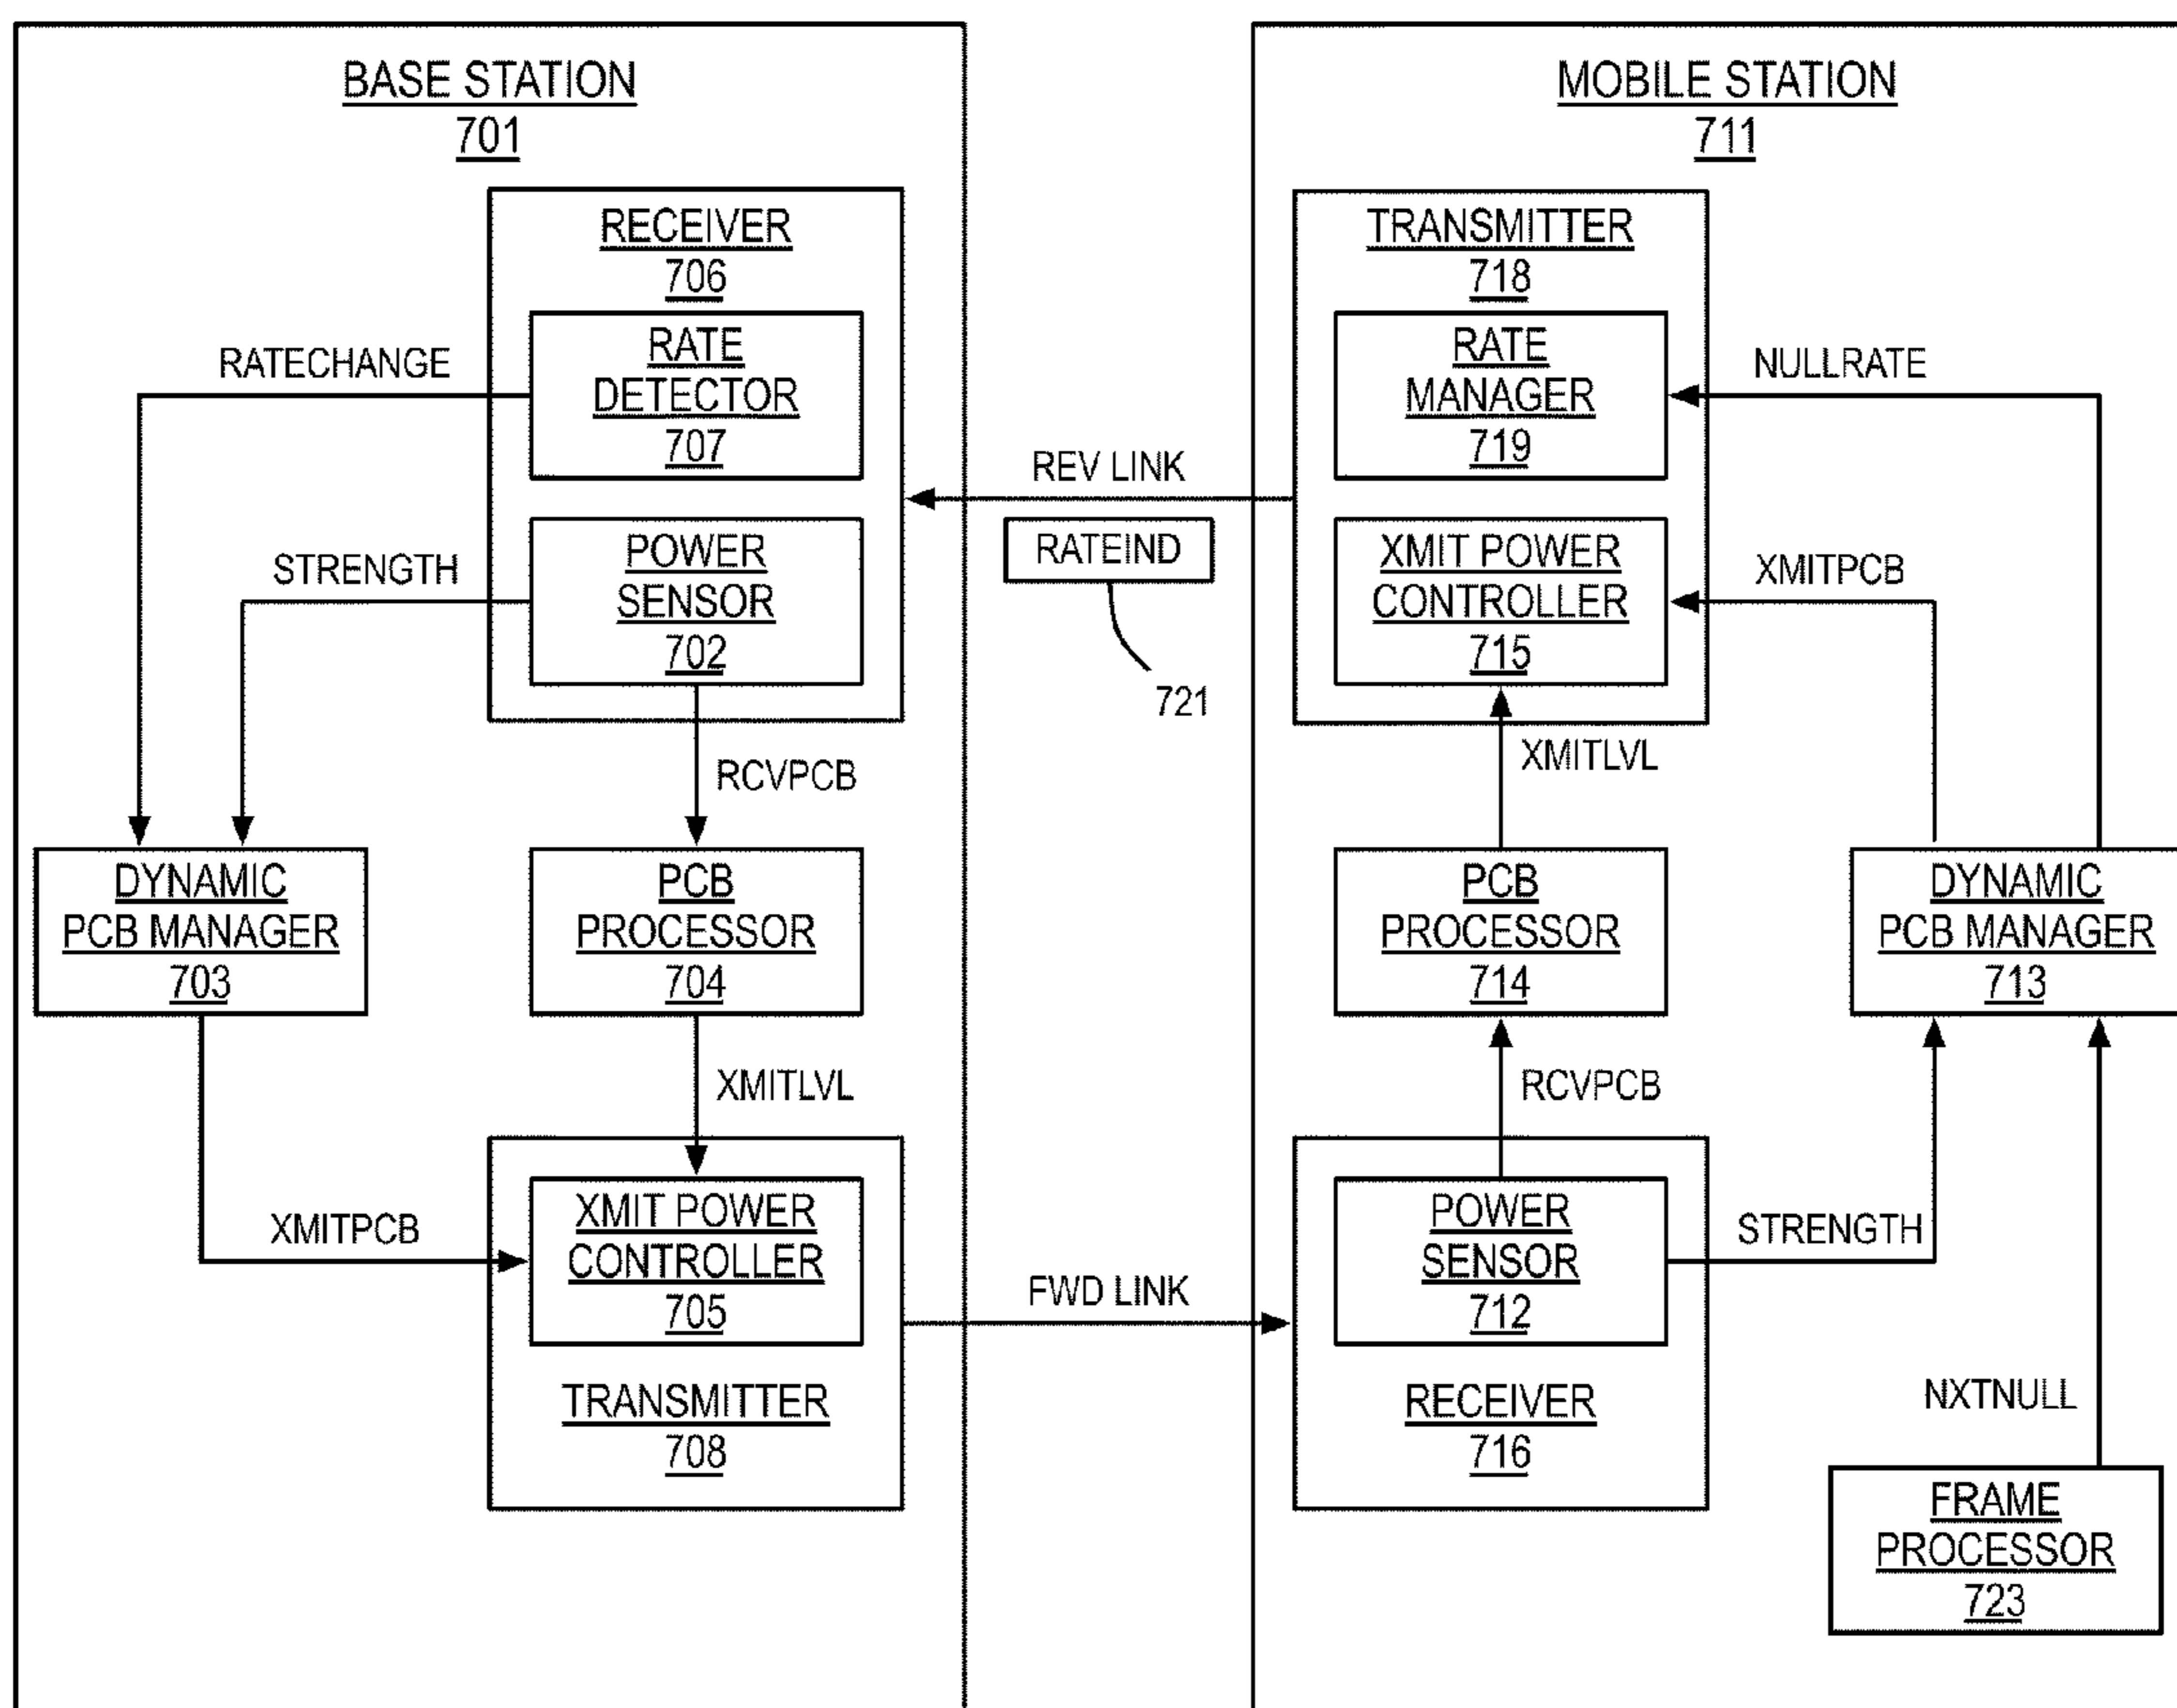 BASE STATION
701
RECEIVER
706
RATE
DETECTOR
707
RATECHANGE
POWER
SENSOR
702
STRENGTH
RCVPCB
DYNAMIC
PCB MANAGER
703
PCB
PROCESSOR
704
XMITLVL
XMITPCB
XMIT POWER
CONTROLLER
705
TRANSMITTER
708
REV LINK
RATEIND
721
FWD LINK
MOBILE STATION
711
TRANSMITTER
718
RATE
MANAGER
719
NULLRATE
XMIT POWER
CONTROLLER
715
XMITPCB
XMITLVL
PCB
PROCESSOR
714
DYNAMIC
PCB MANAGER
713
RCVPCB
POWER
SENSOR
712
STRENGTH
RECEIVER
716
NXTNULL
FRAME
PROCESSOR
723